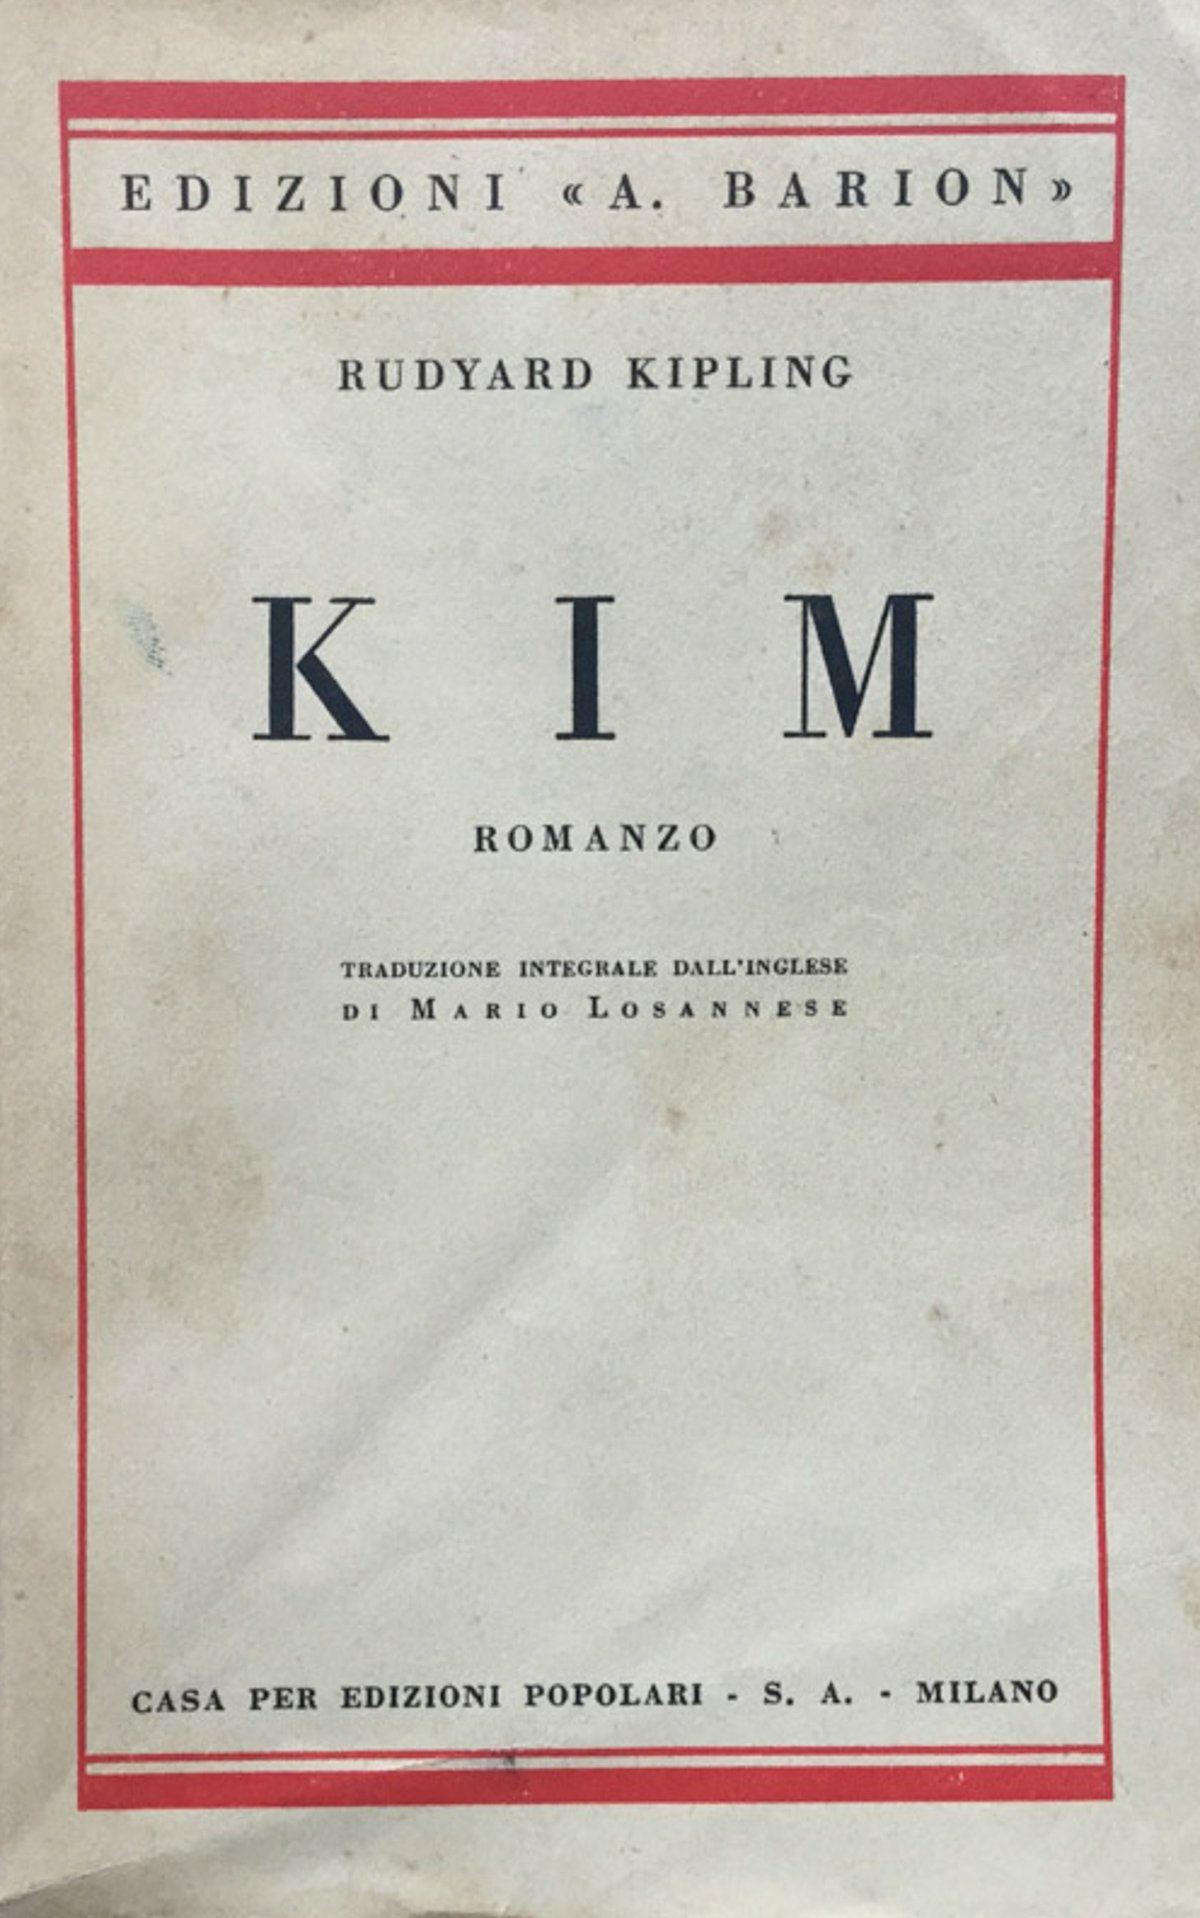 EDIZIONI « A. BARION »
RUDYARD KIPLING
KIM
ROMANZO
TRADUZIONE INTEGRALE DALL'INGLESE
DI MARIO LOSANNESE
CASA PER EDIZIONI POPOLARI - S. A. - MILANO